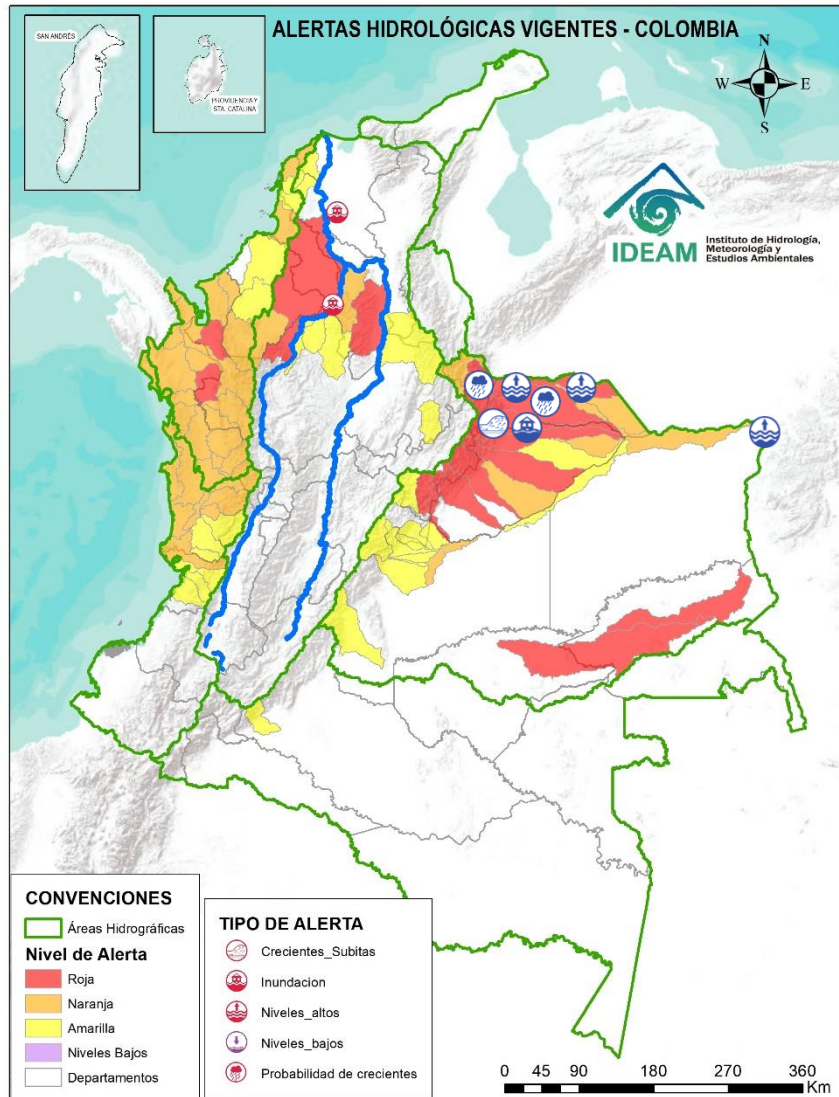 ALERTAS HIDROLÓGICAS VIGENTES - COLOMBIA
SAN ANDRÉS
PROVIDENCIA Y
STA. CATALINA
N
W
E
S
IDEAM
Instituto de Hidrología,
Meteorología y
Estudios Ambientales
CONVENCIONES
Áreas Hidrográficas
Nivel de Alerta
Roja
Naranja
Amarilla
Niveles Bajos
Departamentos
TIPO DE ALERTA
Crecientes_Subitas
Inundacion
Niveles_altos
Niveles_bajos
Probabilidad de crecientes
0 45 90 180 270 360
Km